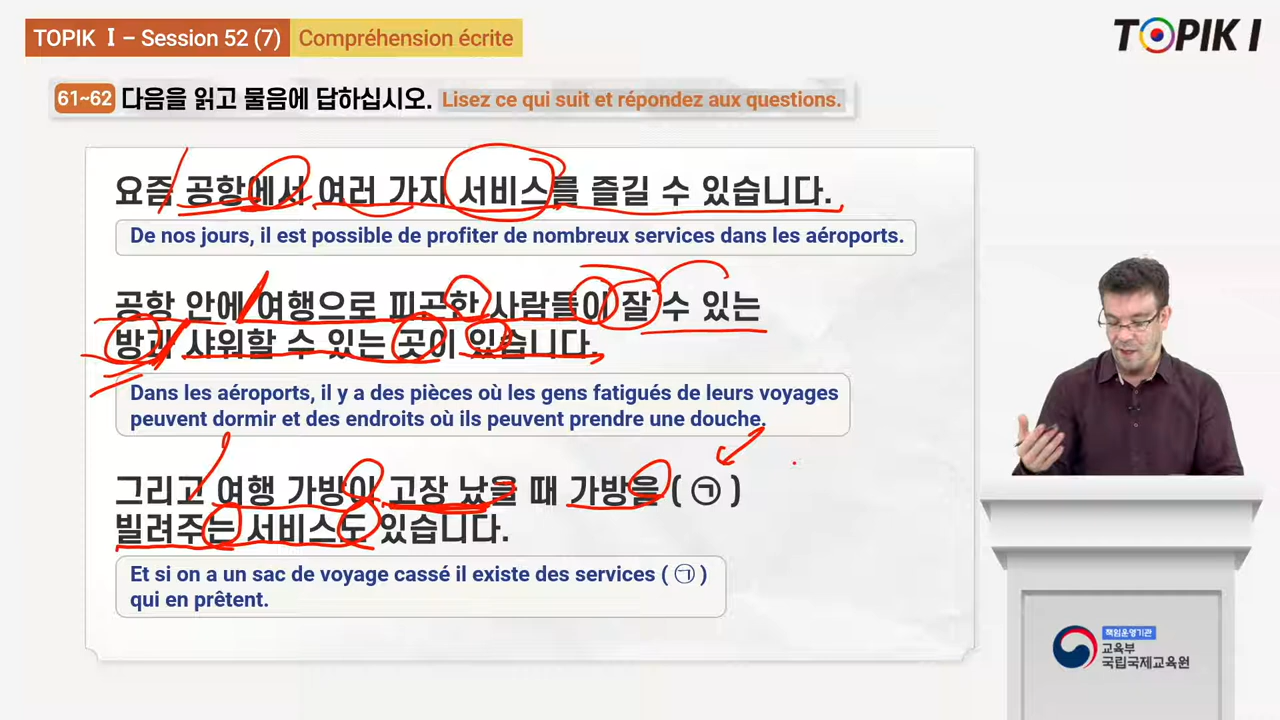 TOPIK Ⅰ – Session 52 (7) Compréhension écrite
TOPIK I
61~62 다음을 읽고 물음에 답하십시오. Lisez ce qui suit et répondez aux questions.
요즘 공항에서 여러 가지 서비스를 즐길 수 있습니다.
De nos jours, il est possible de profiter de nombreux services dans les aéroports.
공항 안에 여행으로 피곤한 사람들이 잘 수 있는
방과 샤워할 수 있는 곳이 있습니다.
Dans les aéroports, il y a des pièces où les gens fatigués de leurs voyages
peuvent dormir et des endroits où ils peuvent prendre une douche.
그리고 여행 가방이 고장 났을 때 가방을 ( ㉠ )
빌려주는 서비스도 있습니다.
Et si on a un sac de voyage cassé il existe des services ( ㉠ )
qui en prêtent.
책임운영기관
교육부
국립국제교육원